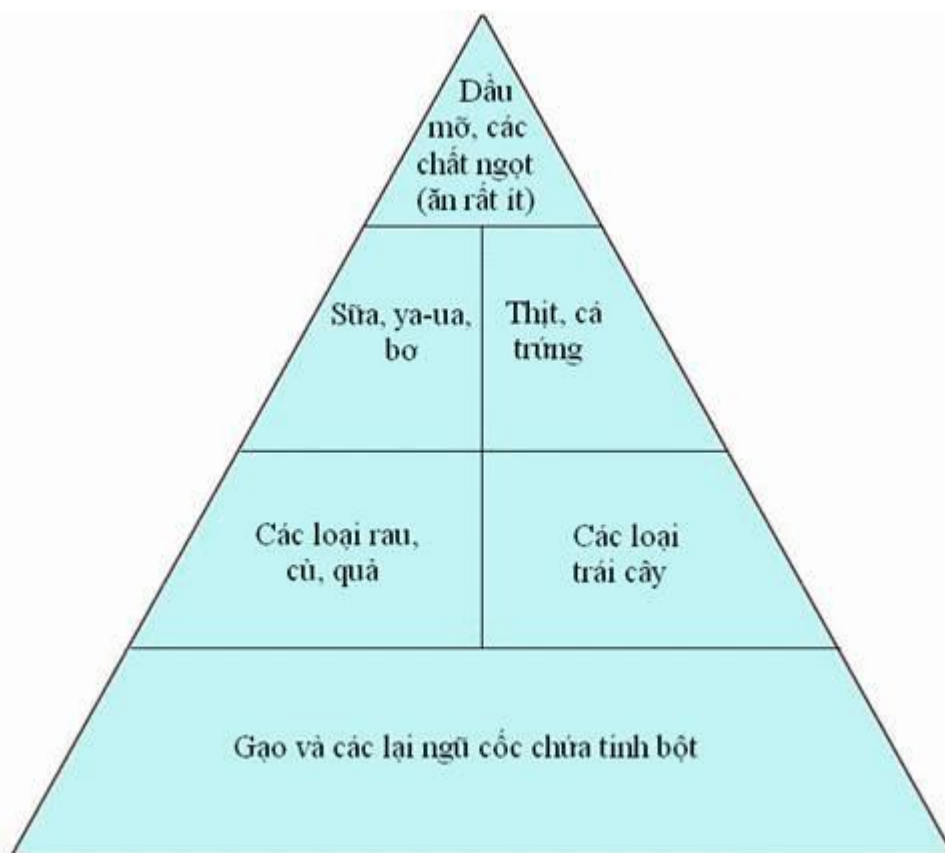 Dầu
mỡ, các
chất ngọt
(ăn rất ít)
Sữa, ya-ua,
bơ
Thịt, cá
trứng
Các loại rau,
củ, quả
Các loại
trái cây
Gạo và các lại ngũ cốc chứa tinh bột